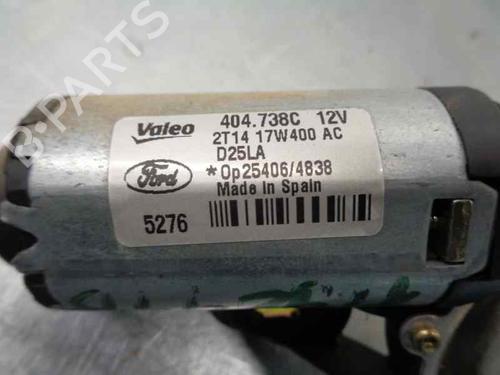 Valeo 404.738C 12V
2T14 17W400 AC
D25LA
Ford *Op25406/4838
Made in Spain
5276
B-PARTS